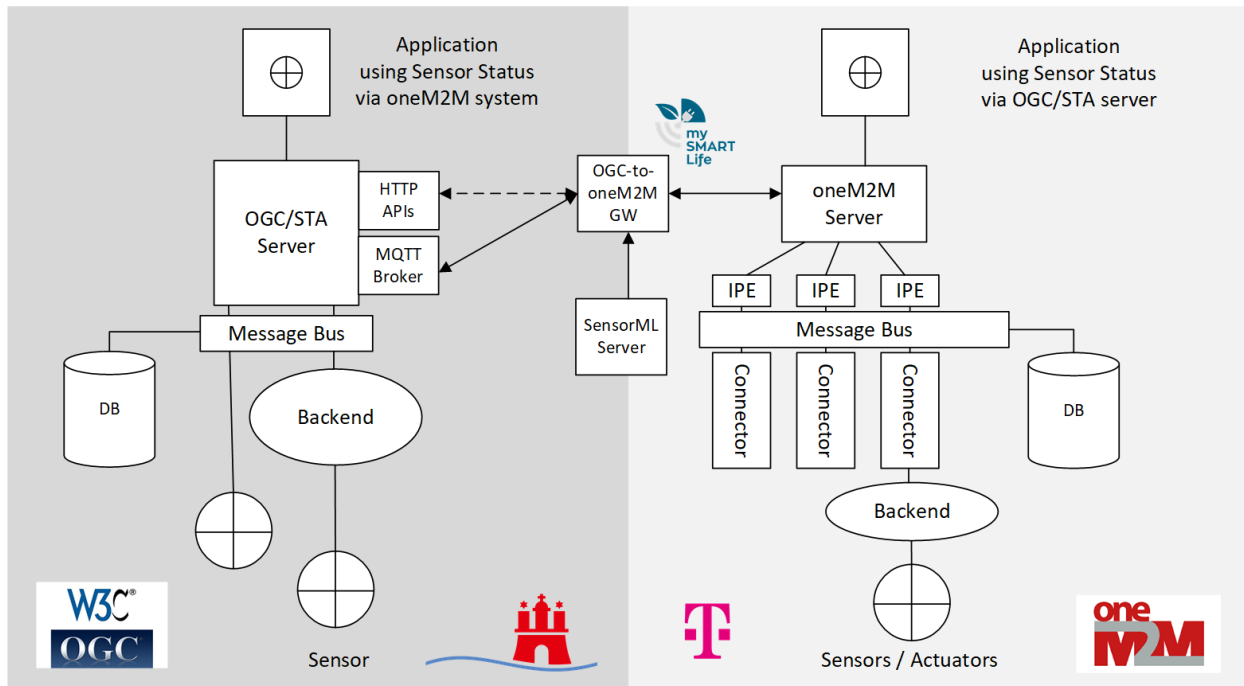 Application
using Sensor Status
via oneM2M system
Application
using Sensor Status
via OGC/STA server
my
SMART
Life
OGC/STA
Server
HTTP
APIs
MQTT
Broker
OGC-to-
oneM2M
GW
oneM2M
Server
SensorML
Server
IPE
IPE
IPE
Message Bus
Message Bus
DB
Backend
Connector
Connector
Connector
DB
Backend
W3C®
OGC
Sensor
T
Sensors / Actuators
one
M2M